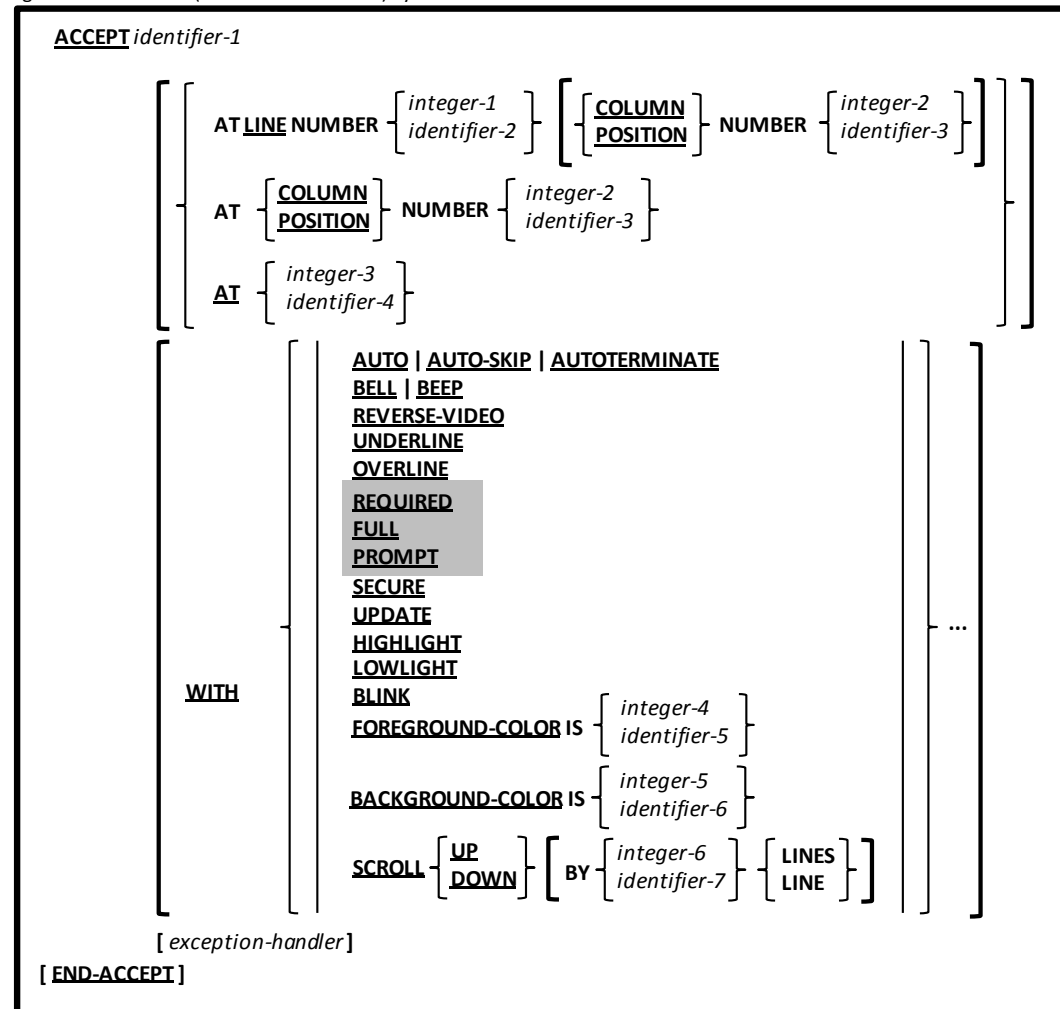 ACCEPT identifier-1
AT LINE NUMBER integer-1 identifier-2 COLUMN POSITION NUMBER integer-2 identifier-3
AT COLUMN POSITION NUMBER integer-2 identifier-3
AT integer-3 identifier-4
WITH
AUTO | AUTO-SKIP | AUTOTERMINATE
BELL | BEEP
REVERSE-VIDEO
UNDERLINE
OVERLINE
REQUIRED
FULL
PROMPT
SECURE
UPDATE
HIGHLIGHT
LOWLIGHT
BLINK
FOREGROUND-COLOR IS integer-4 identifier-5
BACKGROUND-COLOR IS integer-5 identifier-6
SCROLL UP DOWN BY integer-6 identifier-7 LINES LINE
...
[ exception-handler ]
[ END-ACCEPT ]